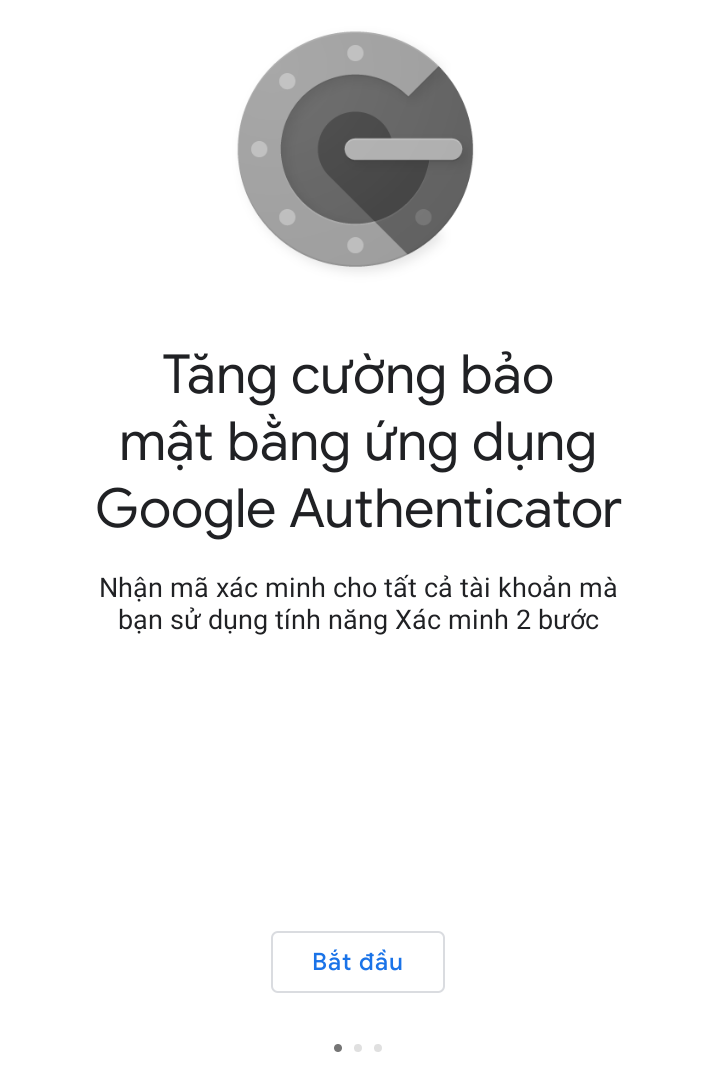 Tăng cường bảo
mật bằng ứng dụng
Google Authenticator
Nhận mã xác minh cho tất cả tài khoản mà
bạn sử dụng tính năng Xác minh 2 bước
Bắt đầu